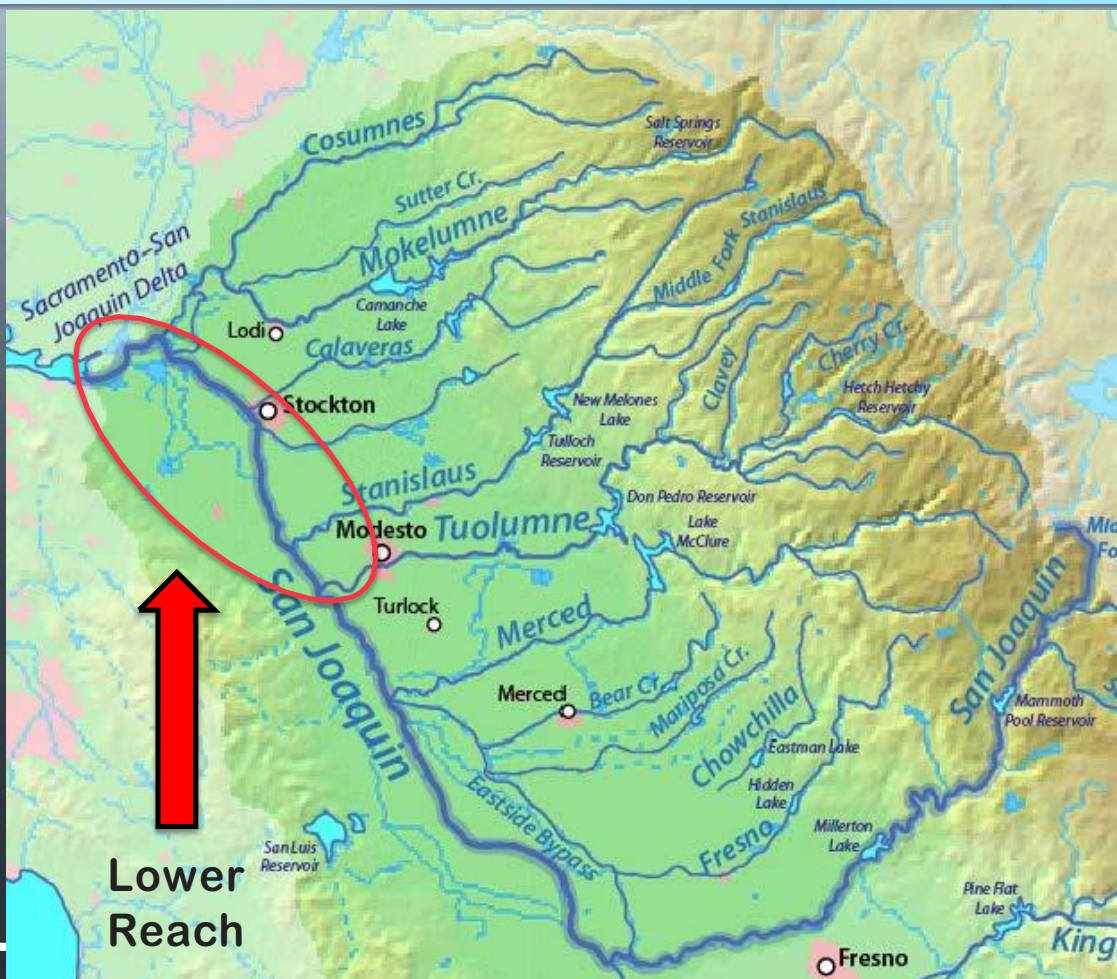 Cosumnes
Salt Springs
Reservoir
Sutter Cr.
Mokelumne
Middle Fork Stanislaus
Sacramento-San
Joaquin Delta
Camanche
Lake
Lodi
Calaveras
Clavey
Cherry Cr.
Hetch Hetchy
Reservoir
Stockton
New Melones
Lake
Tulloch
Reservoir
Stanislaus
Don Pedro Reservoir
Modesto
Tuolumne
Lake
McClure
San Joaquin
Turlock
Merced
San Joaquin
Merced
Bear Cr.
Mariposa Cr.
Chowchilla
Mammoth
Pool Reservoir
Eastman Lake
Hidden
Lake
Eastside Bypass
Fresno
Millerton
Lake
San Luis
Reservoir
Lower
Reach
Pine Flat
Lake
King
Fresno